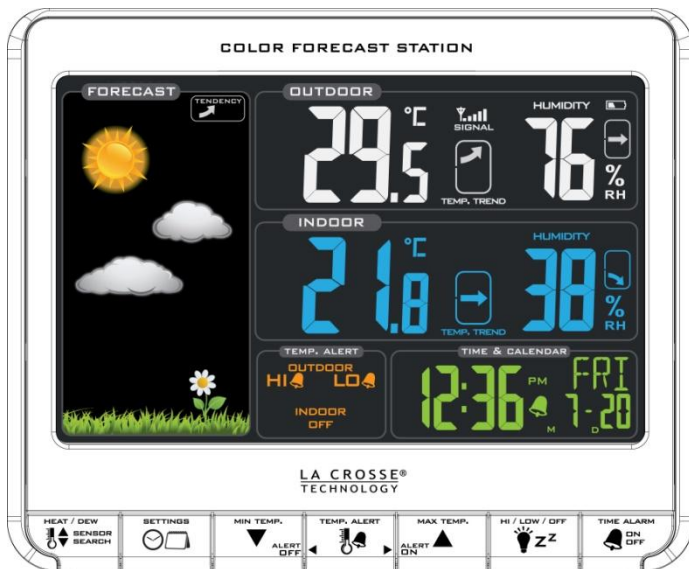 COLOR FORECAST STATION
FORECAST
TENDENCY
OUTDOOR
29.5 °C
SIGNAL
TEMP. TREND
HUMIDITY
76 % RH
INDOOR
21.8 °C
TEMP. TREND
HUMIDITY
38 % RH
TEMP. ALERT
OUTDOOR
HI LO
INDOOR
OFF
TIME & CALENDAR
12:36 PM
FRI
7-20
M D
LA CROSSE®
TECHNOLOGY
HEAT / DEW
SENSOR
SEARCH
SETTINGS
MIN TEMP.
ALERT
OFF
TEMP. ALERT
MAX TEMP.
ALERT
ON
HI / LOW / OFF
ZZZ
TIME ALARM
ON
OFF